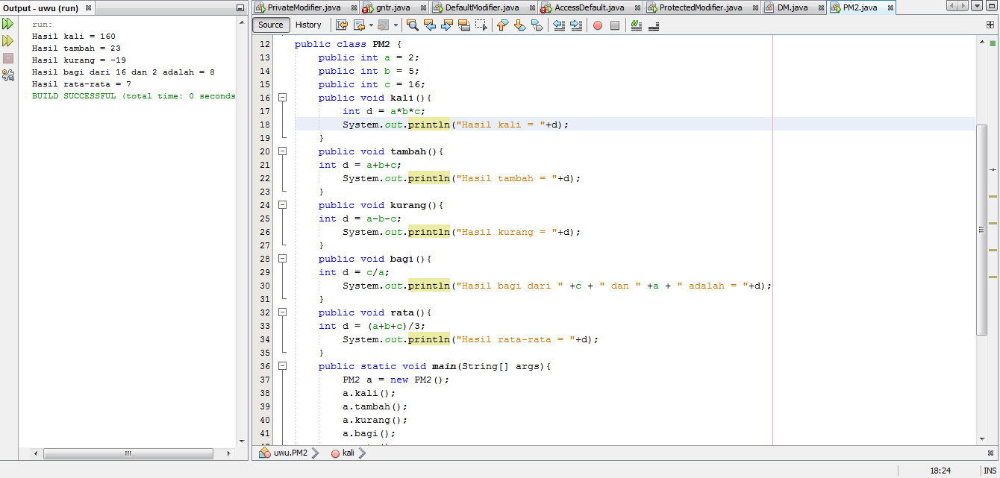 Output - uwu (run)
run:
Hasil kali = 160
Hasil tambah = 23
Hasil kurang = -19
Hasil bagi dari 16 dan 2 adalah = 8
Hasil rata-rata = 7
BUILD SUCCESSFUL (total time: 0 seconds
PrivateModifier.java gntr.java DefaultModifier.java AccessDefault.java ProtectedModifier.java DM.java PM2.java
Source History
12 public class PM2 {
13 public int a = 2;
14 public int b = 5;
15 public int c = 16;
16 public void kali(){
17 int d = a*b*c;
18 System.out.println("Hasil kali = "+d);
19 }
20 public void tambah(){
21 int d = a+b+c;
22 System.out.println("Hasil tambah = "+d);
23 }
24 public void kurang(){
25 int d = a-b-c;
26 System.out.println("Hasil kurang = "+d);
27 }
28 public void bagi(){
29 int d = c/a;
30 System.out.println("Hasil bagi dari " +c + " dan " +a + " adalah = "+d);
31 }
32 public void rata(){
33 int d = (a+b+c)/3;
34 System.out.println("Hasil rata-rata = "+d);
35 }
36 public static void main(String[] args){
37 PM2 a = new PM2();
38 a.kali();
39 a.tambah();
40 a.kurang();
41 a.bagi();
uwu.PM2 kali
18:24 INS